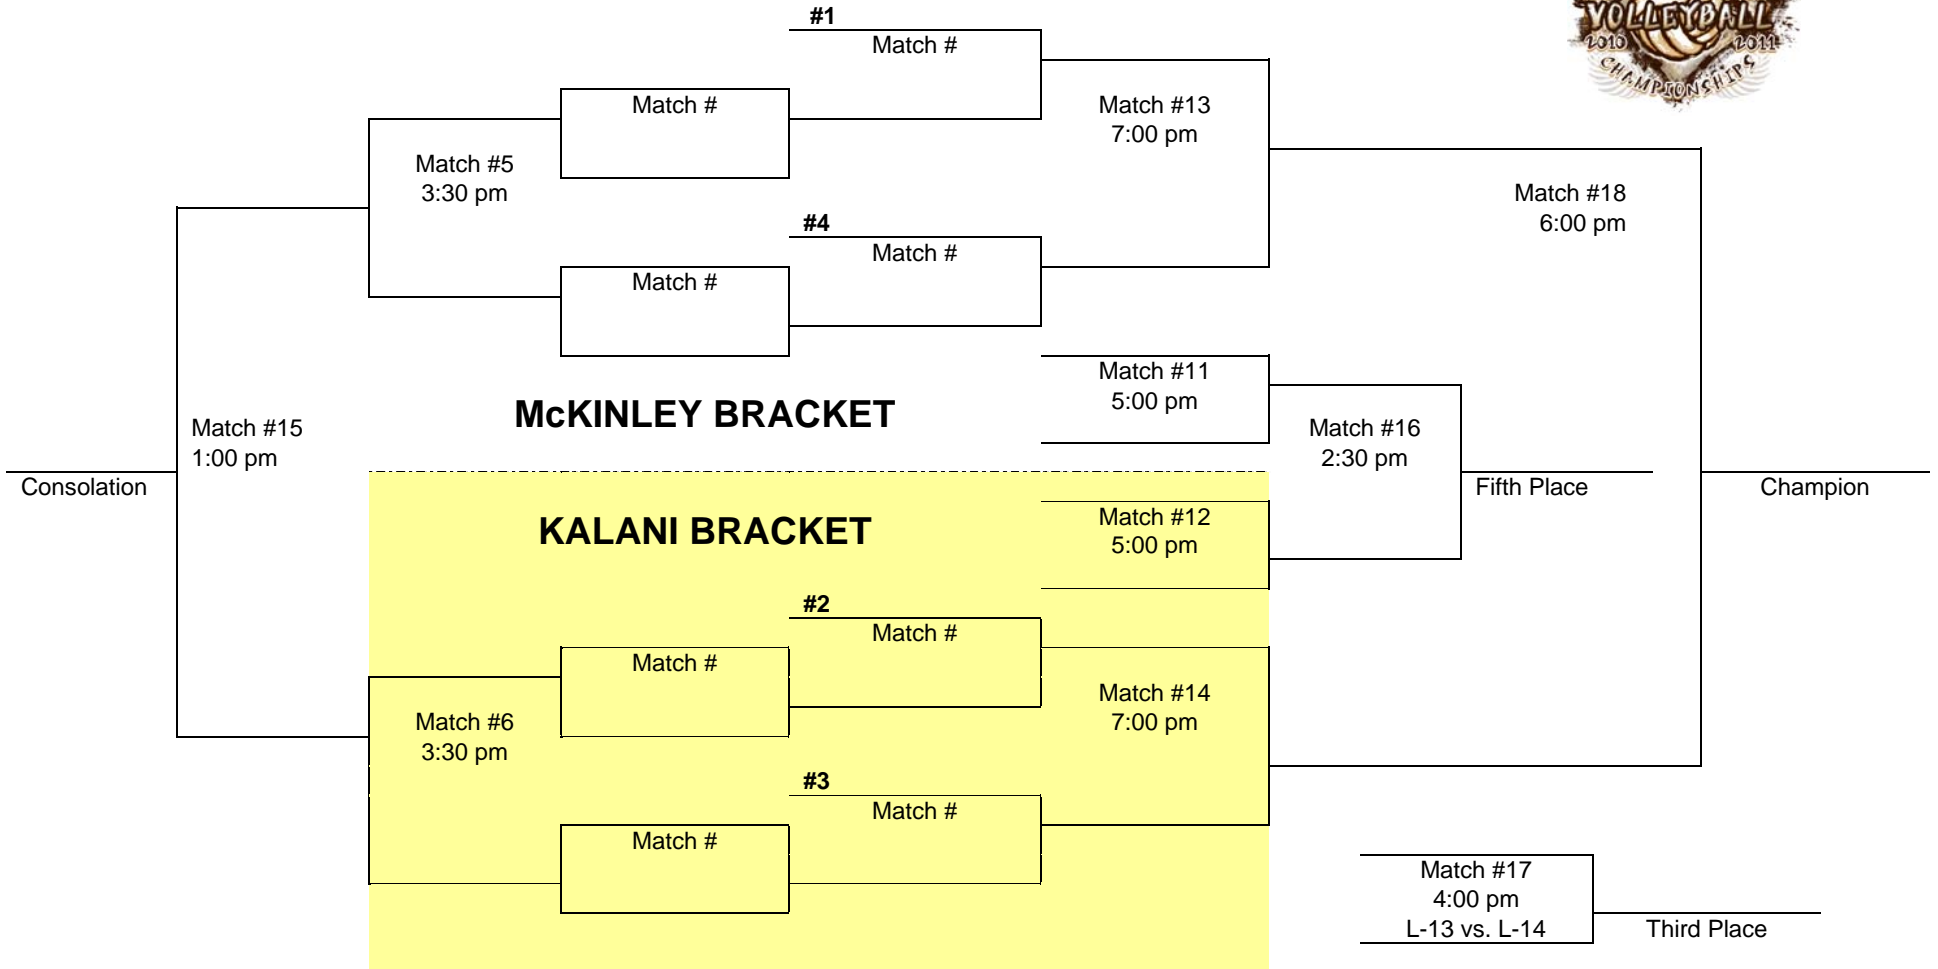 VOLLEYBALL
2010 2011
CHAMPIONSHIPS
#1
Match #
Match #
Match #13
7:00 pm
Match #5
3:30 pm
Match #18
6:00 pm
#4
Match #
Match #
Match #11
5:00 pm
McKINLEY BRACKET
Match #15
1:00 pm
Match #16
2:30 pm
Consolation
Fifth Place
Champion
KALANI BRACKET
Match #12
5:00 pm
#2
Match #
Match #
Match #14
7:00 pm
Match #6
3:30 pm
#3
Match #
Match #
Match #17
4:00 pm
L-13 vs. L-14
Third Place